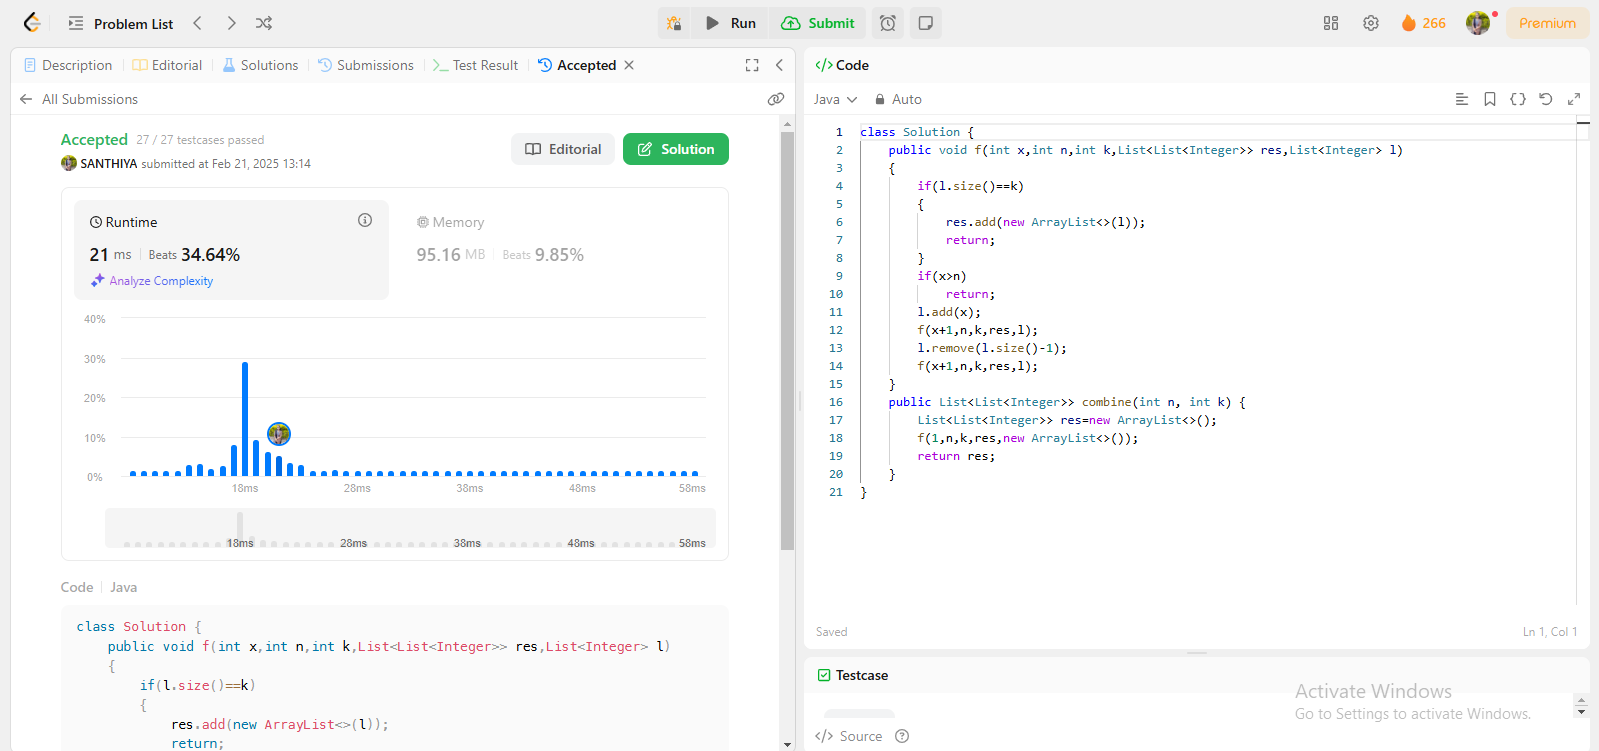 Problem List
Run
Submit
266
Premium
Description
Editorial
Solutions
Submissions
Test Result
Accepted
All Submissions
Accepted 27 / 27 testcases passed
SANTHIYA submitted at Feb 21, 2025 13:14
Editorial
Solution
Runtime
21 ms Beats 34.64%
Analyze Complexity
Memory
95.16 MB Beats 9.85%
40%
30%
20%
10%
0%
18ms 28ms 38ms 48ms 58ms
18ms 28ms 38ms 48ms 58ms
Code Java
class Solution {
public void f(int x,int n,int k,List<List<Integer>> res,List<Integer> l)
{
if(l.size()==k)
{
res.add(new ArrayList<>(l));
return;
</> Code
Java Auto
1 class Solution {
2 public void f(int x,int n,int k,List<List<Integer>> res,List<Integer> l)
3 {
4 if(l.size()==k)
5 {
6 res.add(new ArrayList<>(l));
7 return;
8 }
9 if(x>n)
10 return;
11 l.add(x);
12 f(x+1,n,k,res,l);
13 l.remove(l.size()-1);
14 f(x+1,n,k,res,l);
15 }
16 public List<List<Integer>> combine(int n, int k) {
17 List<List<Integer>> res=new ArrayList<>();
18 f(1,n,k,res,new ArrayList<>());
19 return res;
20 }
21 }
Saved
Ln 1, Col 1
Testcase
</> Source
Activate Windows
Go to Settings to activate Windows.